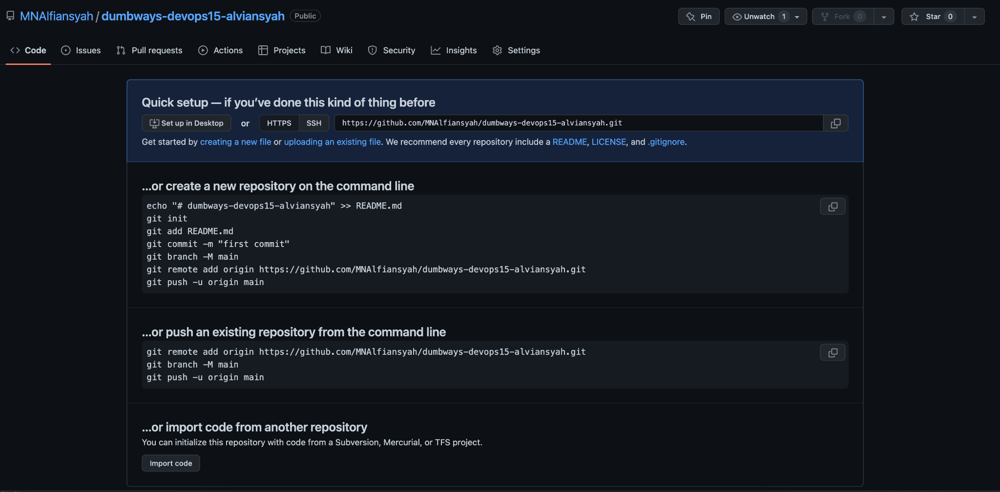 MNAlfiansyah / dumbways-devops15-alviansyah Public
Pin Unwatch 1 Fork 0 Star 0
Code Issues Pull requests Actions Projects Wiki Security Insights Settings
Quick setup — if you’ve done this kind of thing before
Set up in Desktop or HTTPS SSH https://github.com/MNAlfiansyah/dumbways-devops15-alviansyah.git
Get started by creating a new file or uploading an existing file. We recommend every repository include a README, LICENSE, and .gitignore.
…or create a new repository on the command line
echo "# dumbways-devops15-alviansyah" >> README.md
git init
git add README.md
git commit -m "first commit"
git branch -M main
git remote add origin https://github.com/MNAlfiansyah/dumbways-devops15-alviansyah.git
git push -u origin main
…or push an existing repository from the command line
git remote add origin https://github.com/MNAlfiansyah/dumbways-devops15-alviansyah.git
git branch -M main
git push -u origin main
…or import code from another repository
You can initialize this repository with code from a Subversion, Mercurial, or TFS project.
Import code